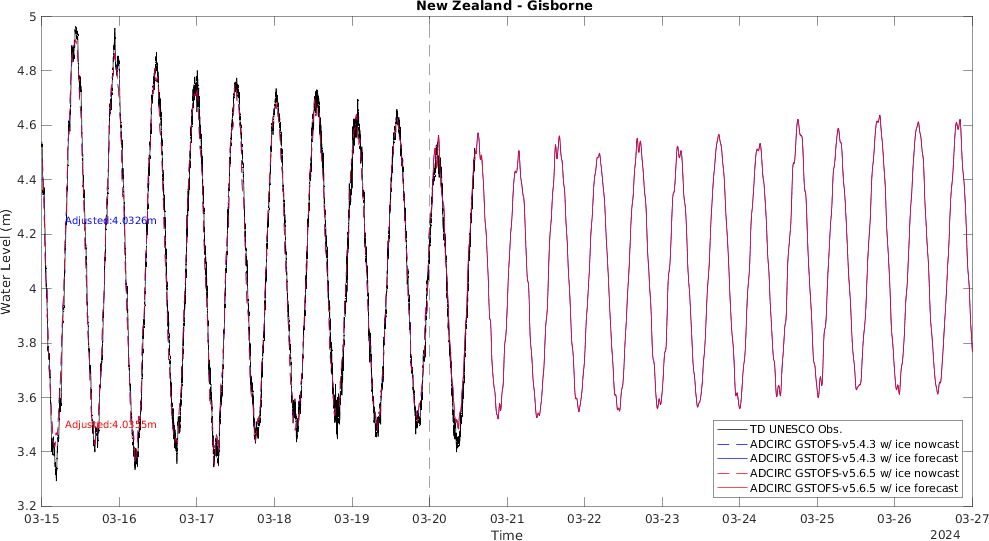 New Zealand - Gisborne
5
4.8
4.6
4.4
4.2
4
3.8
3.6
3.4
3.2
Water Level (m)
Adjusted:4.0326m
Adjusted:4.0355m
TD UNESCO Obs.
ADCIRC GSTOFS-v5.4.3 w/ ice nowcast
ADCIRC GSTOFS-v5.4.3 w/ ice forecast
ADCIRC GSTOFS-v5.6.5 w/ ice nowcast
ADCIRC GSTOFS-v5.6.5 w/ ice forecast
03-15 03-16 03-17 03-18 03-19 03-20 03-21 03-22 03-23 03-24 03-25 03-26 03-27
Time
2024